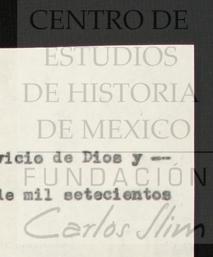 CENTRO DE
ESTUDIOS
DE HISTORIA
DE MEXICO
vicio de Dios y --
FUNDACIÓN
de mil setecientos
Carlos Slim